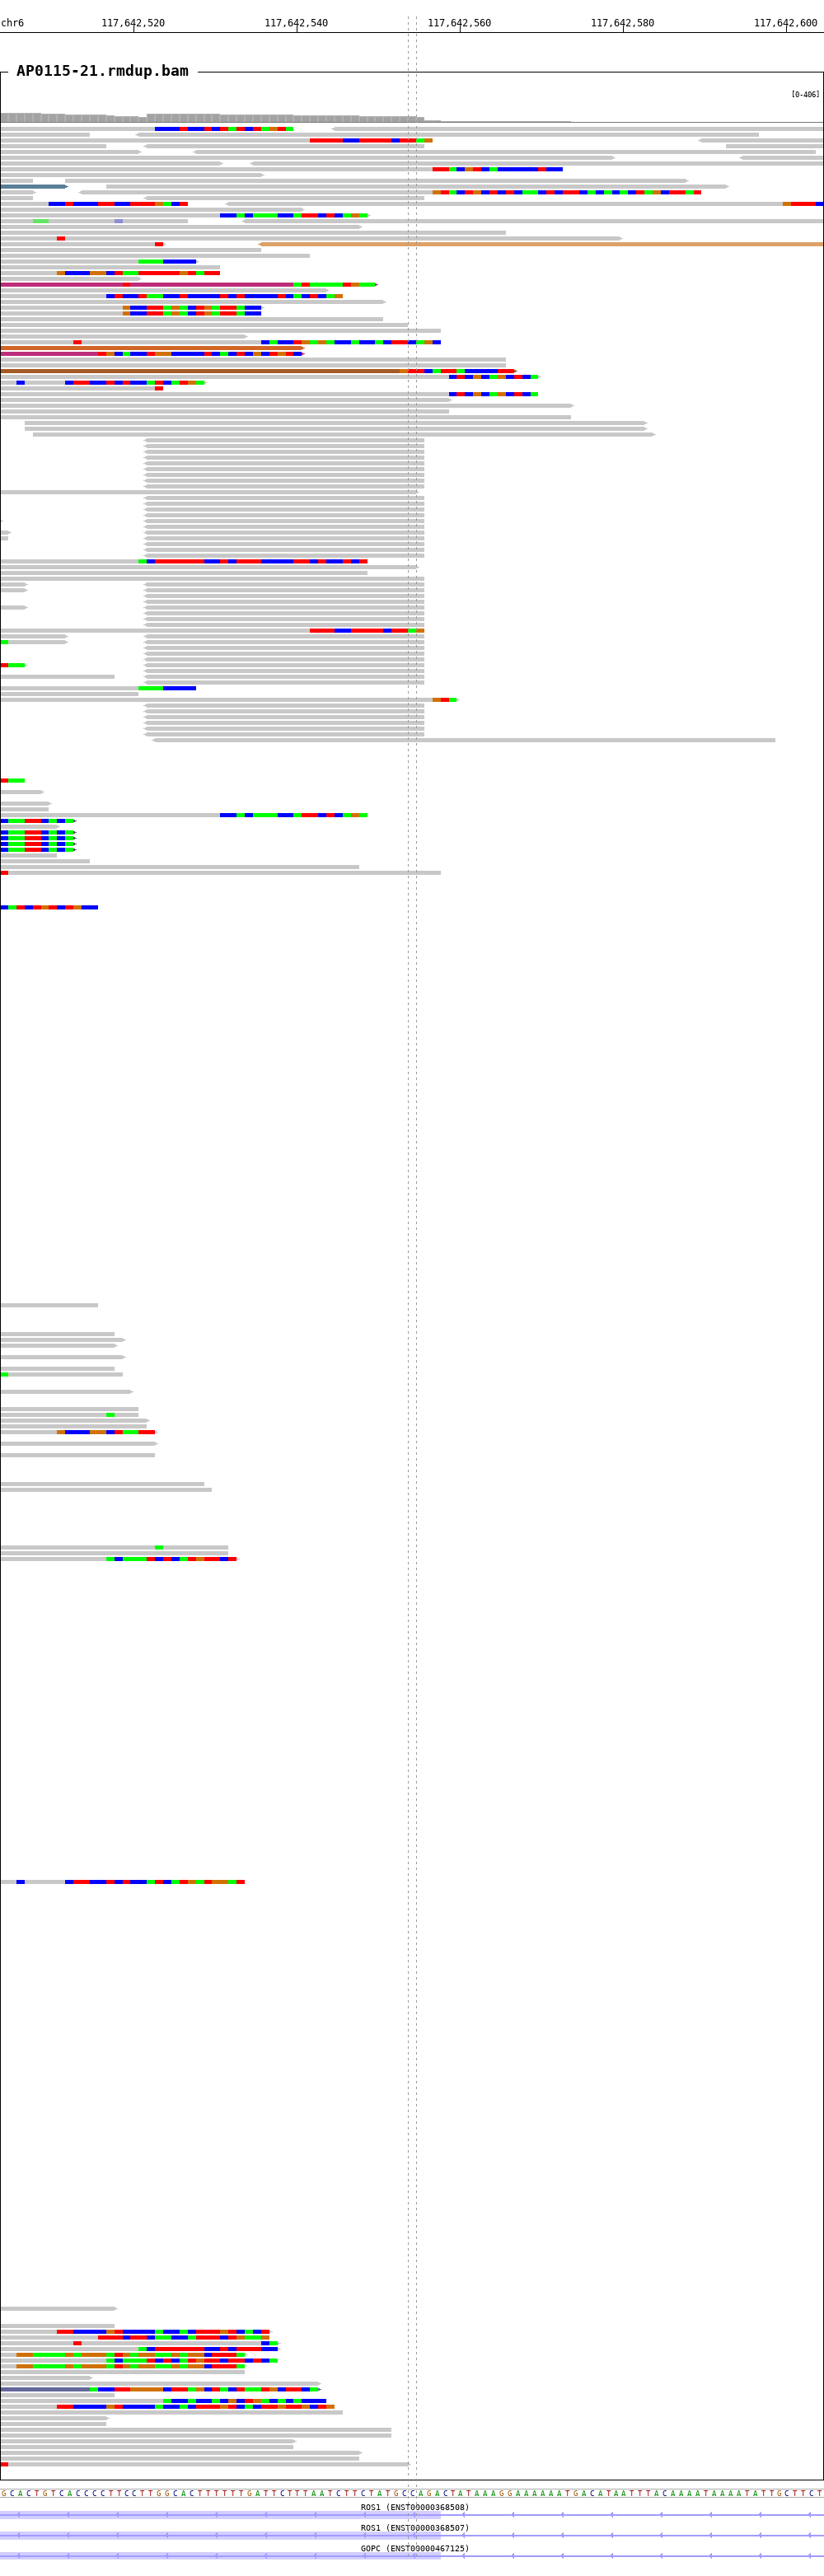 chr6 117,642,520 117,642,540 117,642,560 117,642,580 117,642,600
AP0115-21.rmdup.bam
[0-406]
GCACTGTCACCCCTTCCTTGGCACTTTTTTGATTCTTTAATCTTCTATGCCAGACTATAAAGGAAAAAATGACATAATTTACAAAATAAAATATTGCTTCT
ROS1 (ENST00000368508)
ROS1 (ENST00000368507)
GOPC (ENST00000467125)